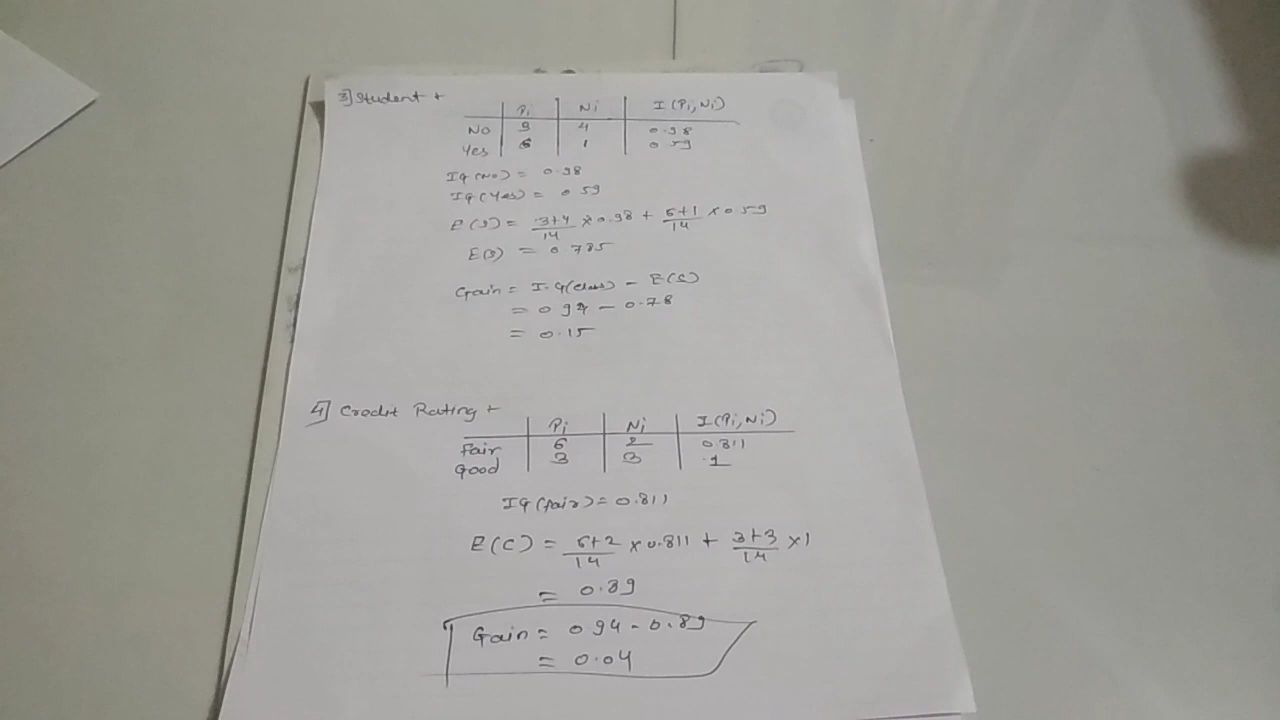 3] Student →
Pi Ni I(Pi,Ni)
No 3 4 0.98
Yes 6 1 0.59
IG(No) = 0.98
IG(Yes) = 0.59
E(S) = 3+4/14 × 0.98 + 6+1/14 × 0.59
E(S) = 0.785
Gain = I.G(class) - E(S)
= 0.94 - 0.78
= 0.15
4] Credit Rating →
Pi Ni I(Pi,Ni)
Fair 6 2 0.811
Good 3 3 1
IG(fair) = 0.811
E(C) = 6+2/14 × 0.811 + 3+3/14 × 1
= 0.89
Gain = 0.94 - 0.89
= 0.04